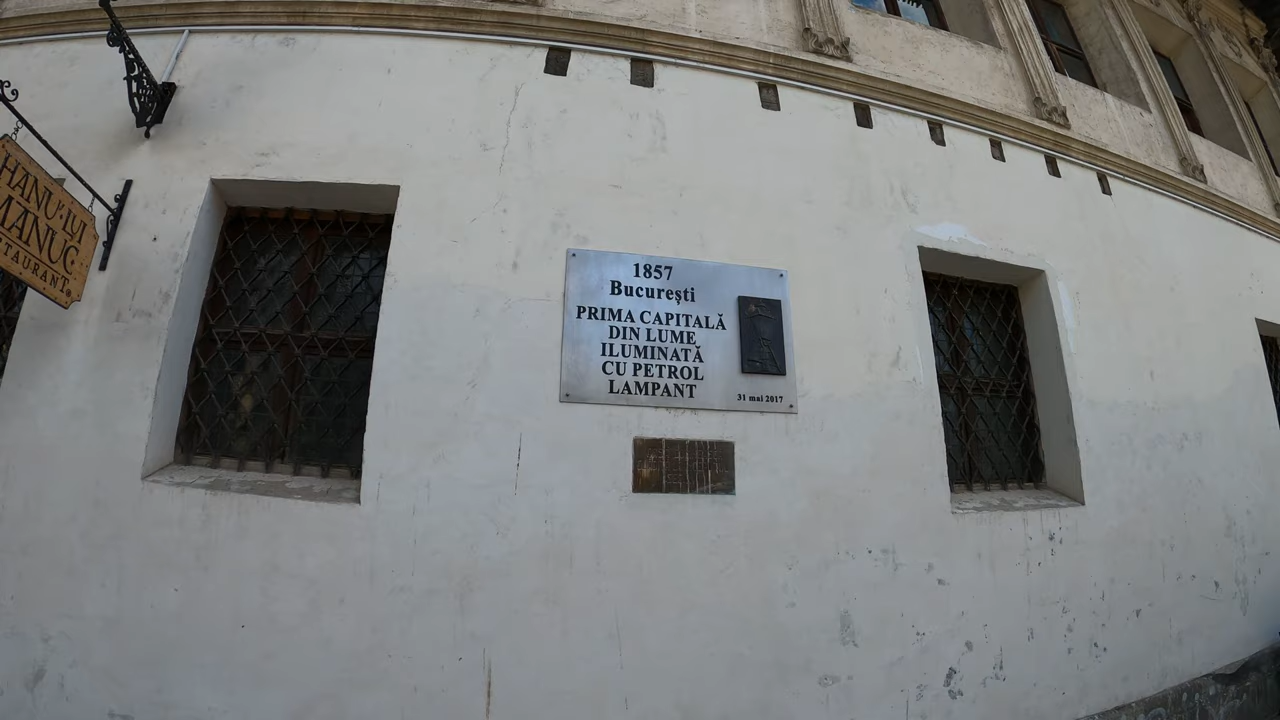 HANU' LUI
MANUC
RESTAURANT
1857
București
PRIMA CAPITALĂ
DIN LUME
ILUMINATĂ
CU PETROL
LAMPANT
31 mai 2017